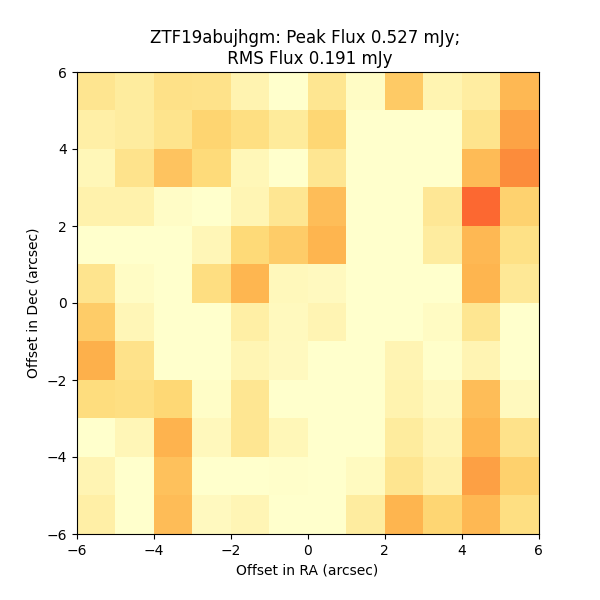 ZTF19abujhgm: Peak Flux 0.527 mJy;
RMS Flux 0.191 mJy
6
4
2
0
−2
−4
−6
Offset in Dec (arcsec)
−6 −4 −2 0 2 4 6
Offset in RA (arcsec)